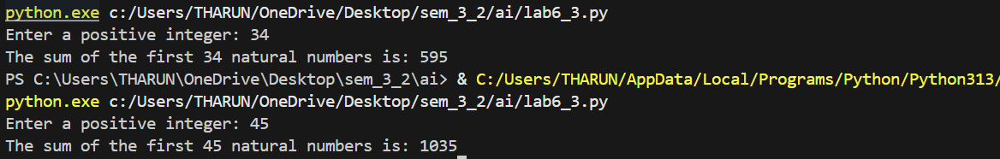 python.exe c:/Users/THARUN/OneDrive/Desktop/sem_3_2/ai/lab6_3.py
Enter a positive integer: 34
The sum of the first 34 natural numbers is: 595
PS C:\Users\THARUN\OneDrive\Desktop\sem_3_2\ai> & C:/Users/THARUN/AppData/Local/Programs/Python/Python313/
python.exe c:/Users/THARUN/OneDrive/Desktop/sem_3_2/ai/lab6_3.py
Enter a positive integer: 45
The sum of the first 45 natural numbers is: 1035